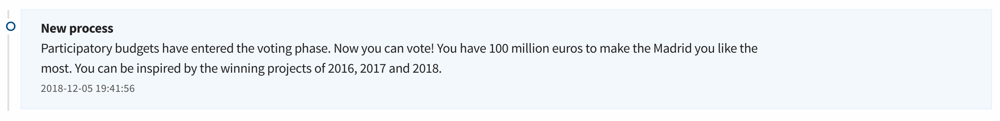 New process
Participatory budgets have entered the voting phase. Now you can vote! You have 100 million euros to make the Madrid you like the
most. You can be inspired by the winning projects of 2016, 2017 and 2018.
2018-12-05 19:41:56